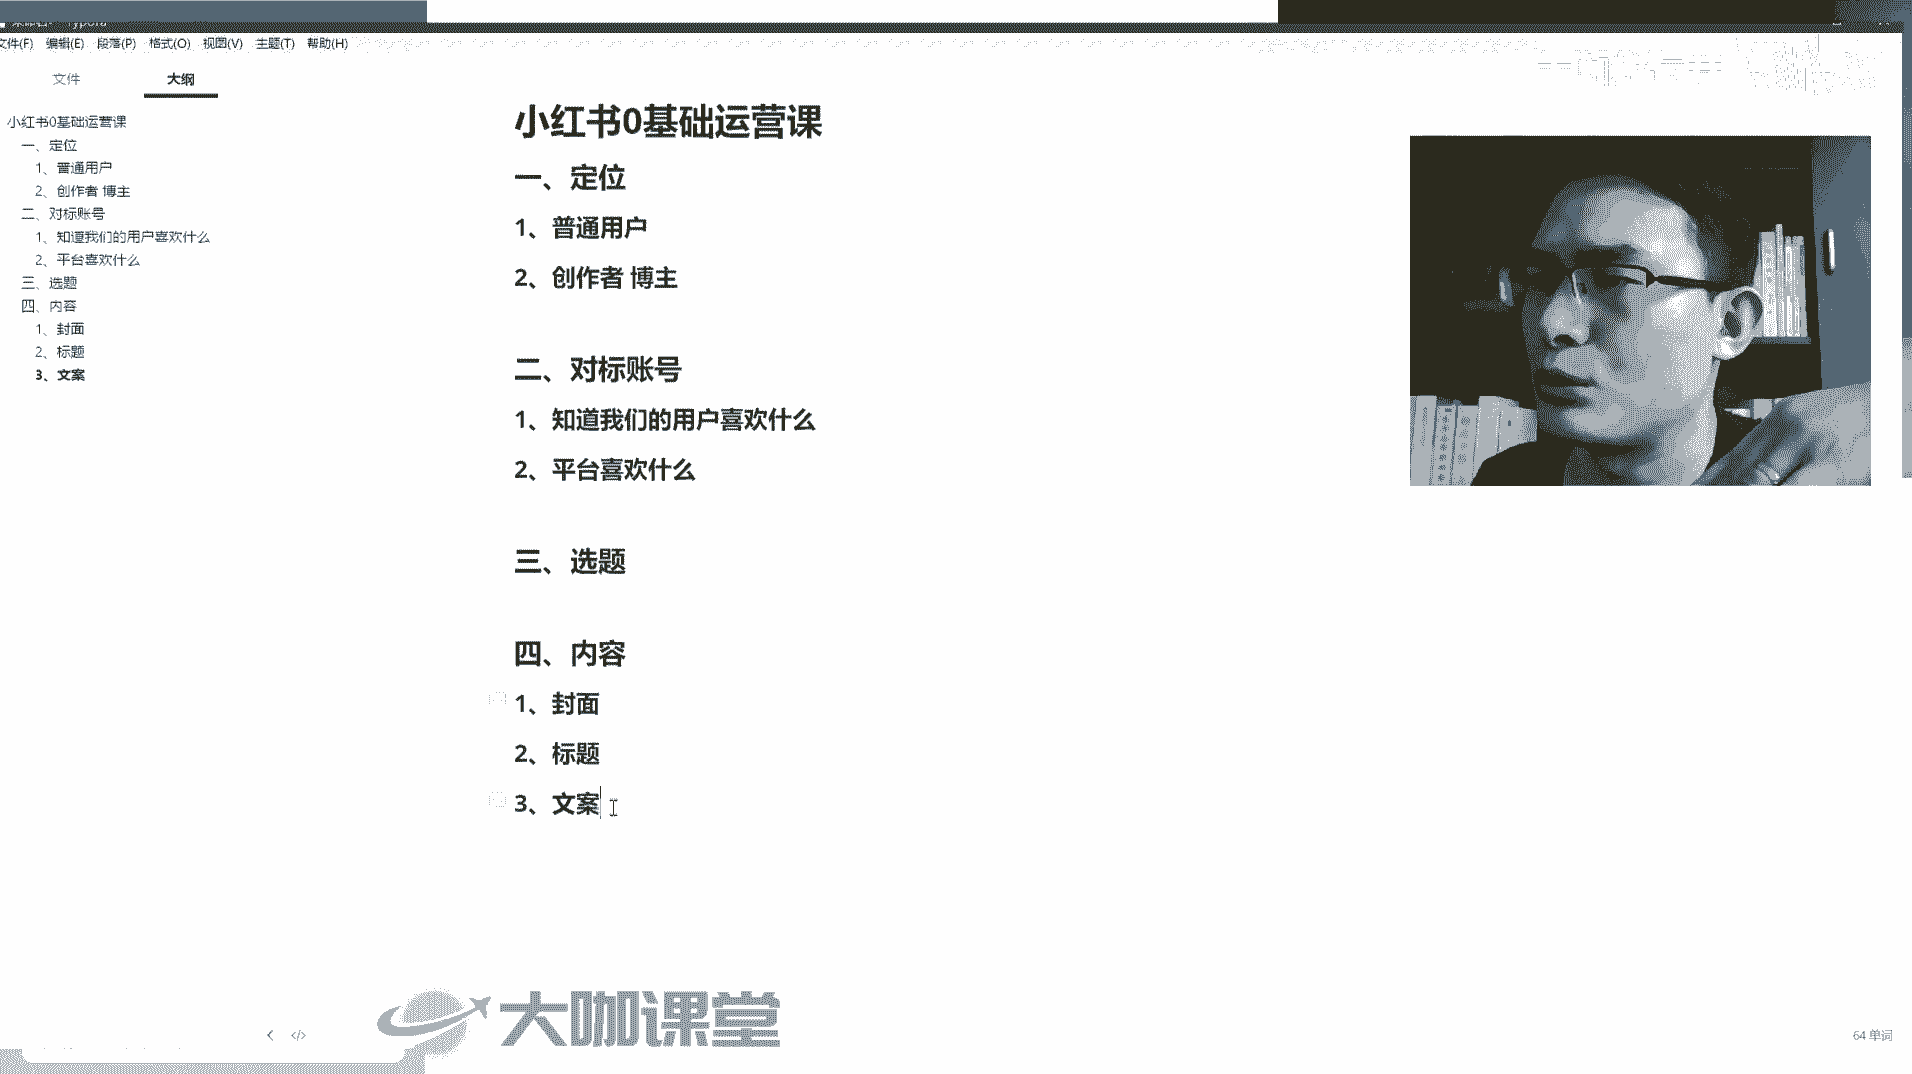 文件(F) 编辑(E) 段落(P) 格式(O) 视图(V) 主题(T) 帮助(H)
文件 大纲
小红书0基础运营课
一、定位
1、普通用户
2、创作者 博主
二、对标账号
1、知道我们的用户喜欢什么
2、平台喜欢什么
三、选题
四、内容
1、封面
2、标题
3、文案
小红书0基础运营课
一、定位
1、普通用户
2、创作者 博主
二、对标账号
1、知道我们的用户喜欢什么
2、平台喜欢什么
三、选题
四、内容
1、封面
2、标题
3、文案
大咖课堂
64 单词